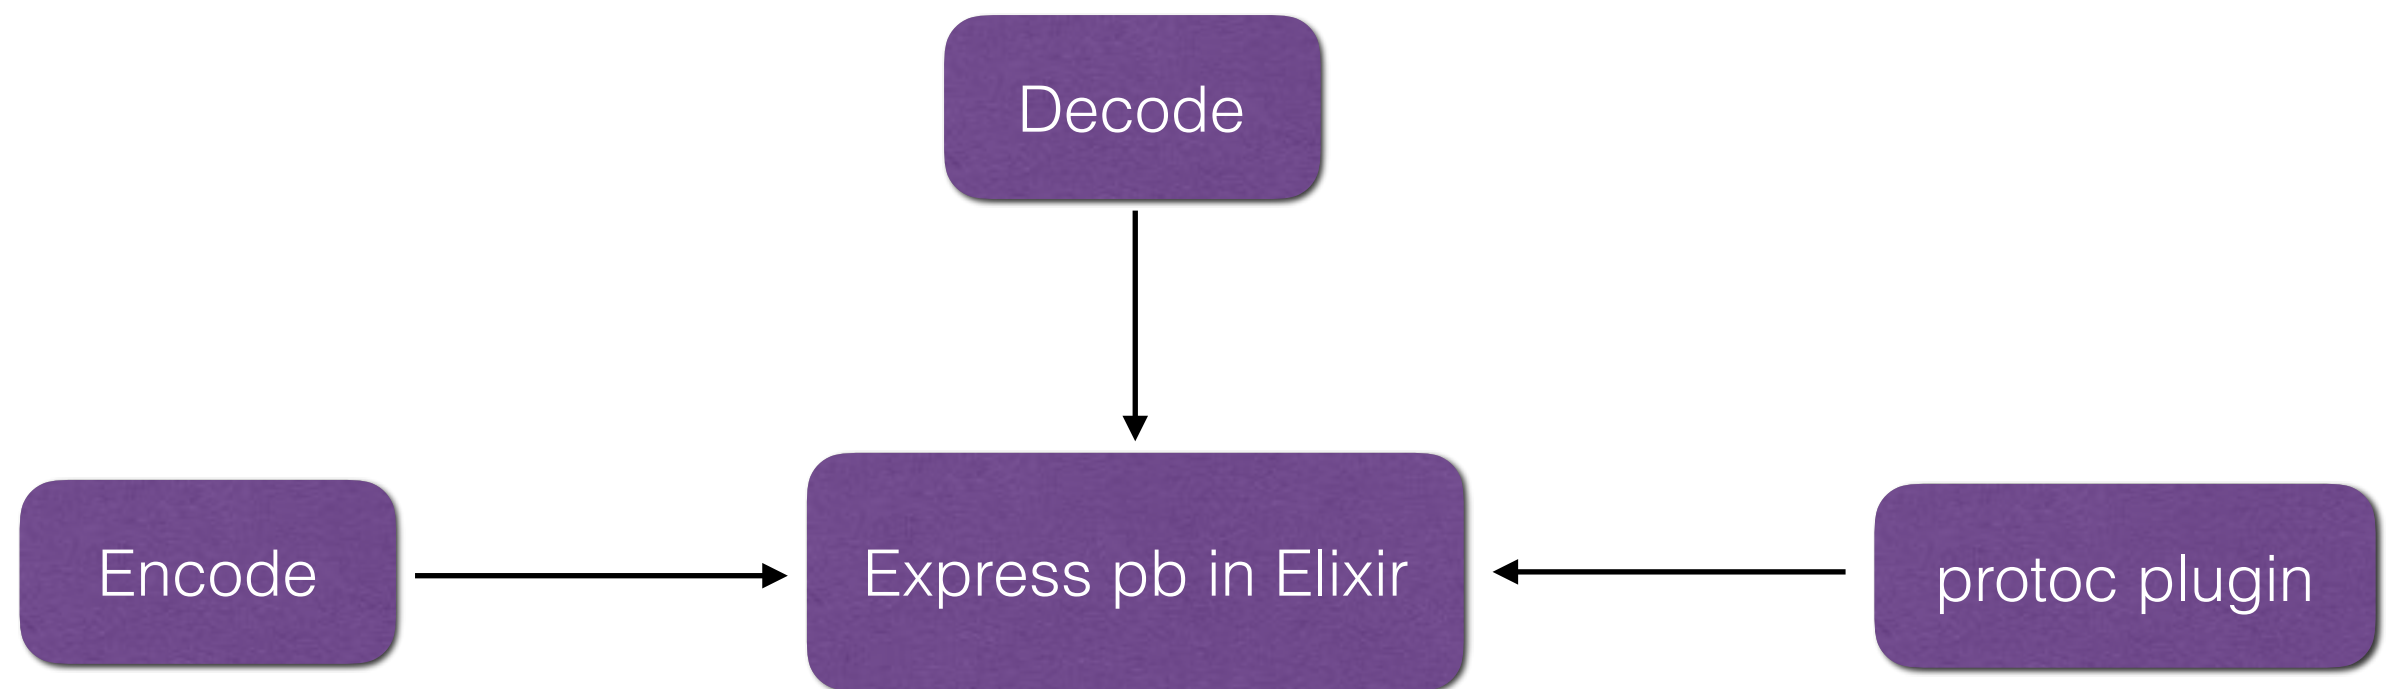 Decode
Encode
Express pb in Elixir
protoc plugin